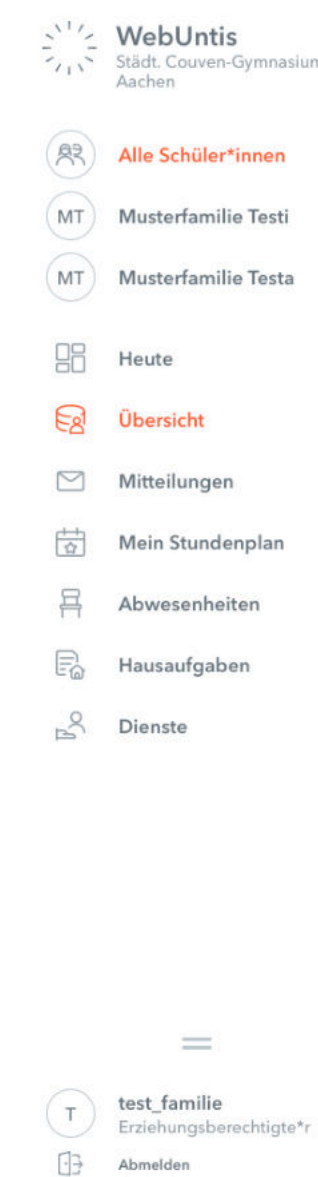 WebUntis
Städt. Couven-Gymnasium
Aachen
Alle Schüler*innen
MT Musterfamilie Testi
MT Musterfamilie Testa
Heute
Übersicht
Mitteilungen
Mein Stundenplan
Abwesenheiten
Hausaufgaben
Dienste
T test_familie
Erziehungsberechtigte*r
Abmelden